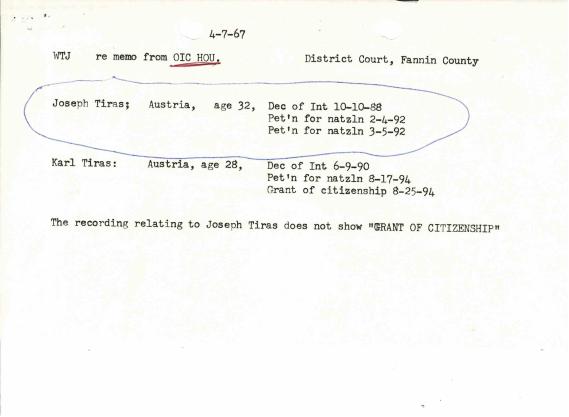 4-7-67
WTJ re memo from OIC HOU. District Court, Fannin County
Joseph Tiras; Austria, age 32, Dec of Int 10-10-88
Pet'n for natzln 2-4-92
Pet'n for natzln 3-5-92
Karl Tiras: Austria, age 28, Dec of Int 6-9-90
Pet'n for natzln 8-17-94
Grant of citizenship 8-25-94
The recording relating to Joseph Tiras does not show "GRANT OF CITIZENSHIP"